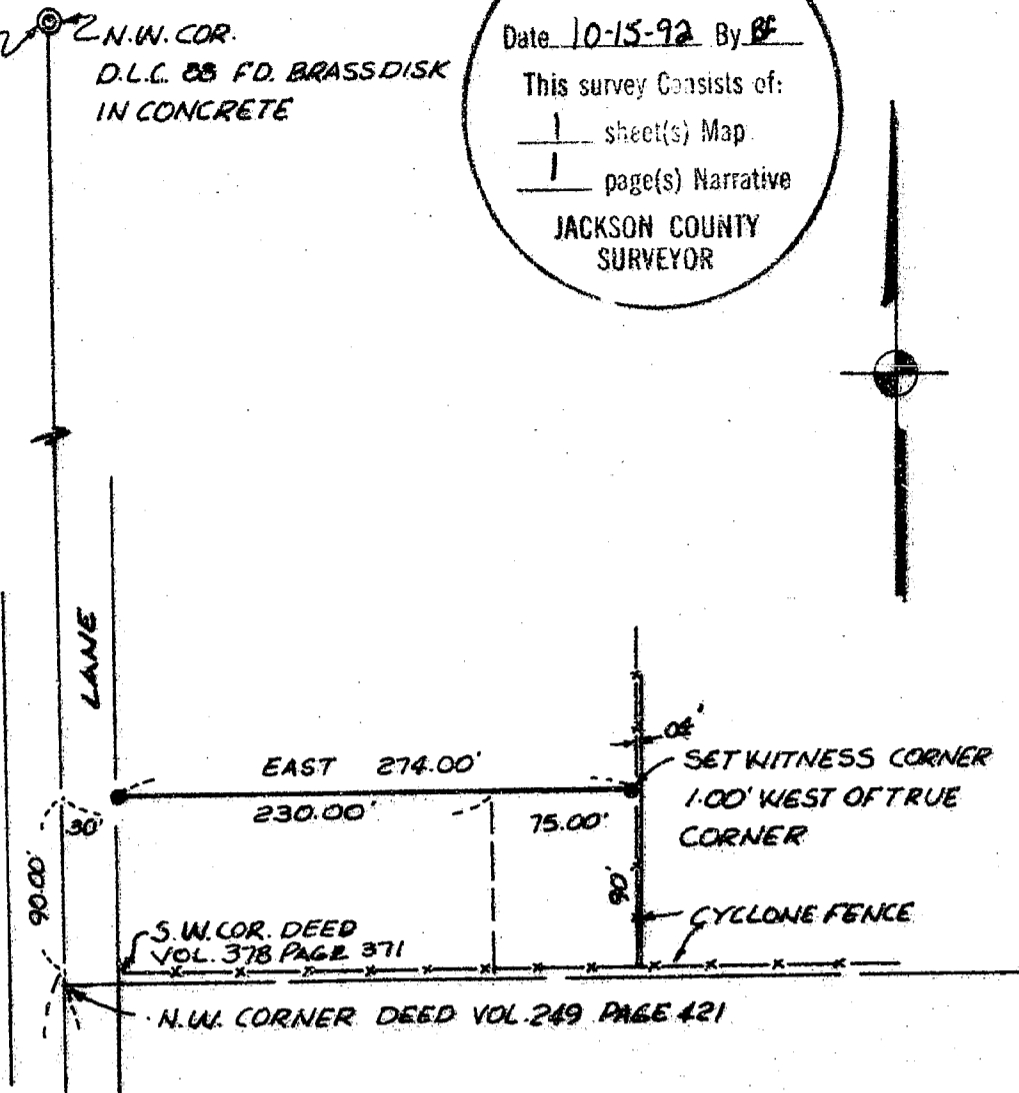 N.W. COR.
D.L.C. 88 FD. BRASS DISK
IN CONCRETE
Date 10-15-92 By BF
This survey Consists of:
1 sheet(s) Map
1 page(s) Narrative
JACKSON COUNTY
SURVEYOR
LANE
04'
EAST 274.00'
SET WITNESS CORNER
1.00' WEST OF TRUE
CORNER
30'
230.00'
75.00'
90.00'
90'
CYCLONE FENCE
S.W. COR. DEED
VOL. 378 PAGE 371
N.W. CORNER DEED VOL. 249 PAGE 421